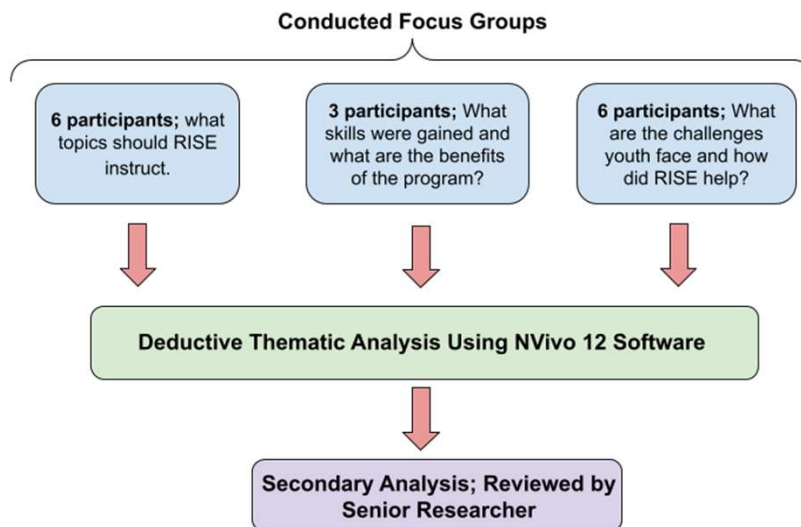 Conducted Focus Groups
6 participants; what
topics should RISE
instruct.
3 participants; What
skills were gained and
what are the benefits
of the program?
6 participants; What
are the challenges
youth face and how
did RISE help?
Deductive Thematic Analysis Using NVivo 12 Software
Secondary Analysis; Reviewed by
Senior Researcher